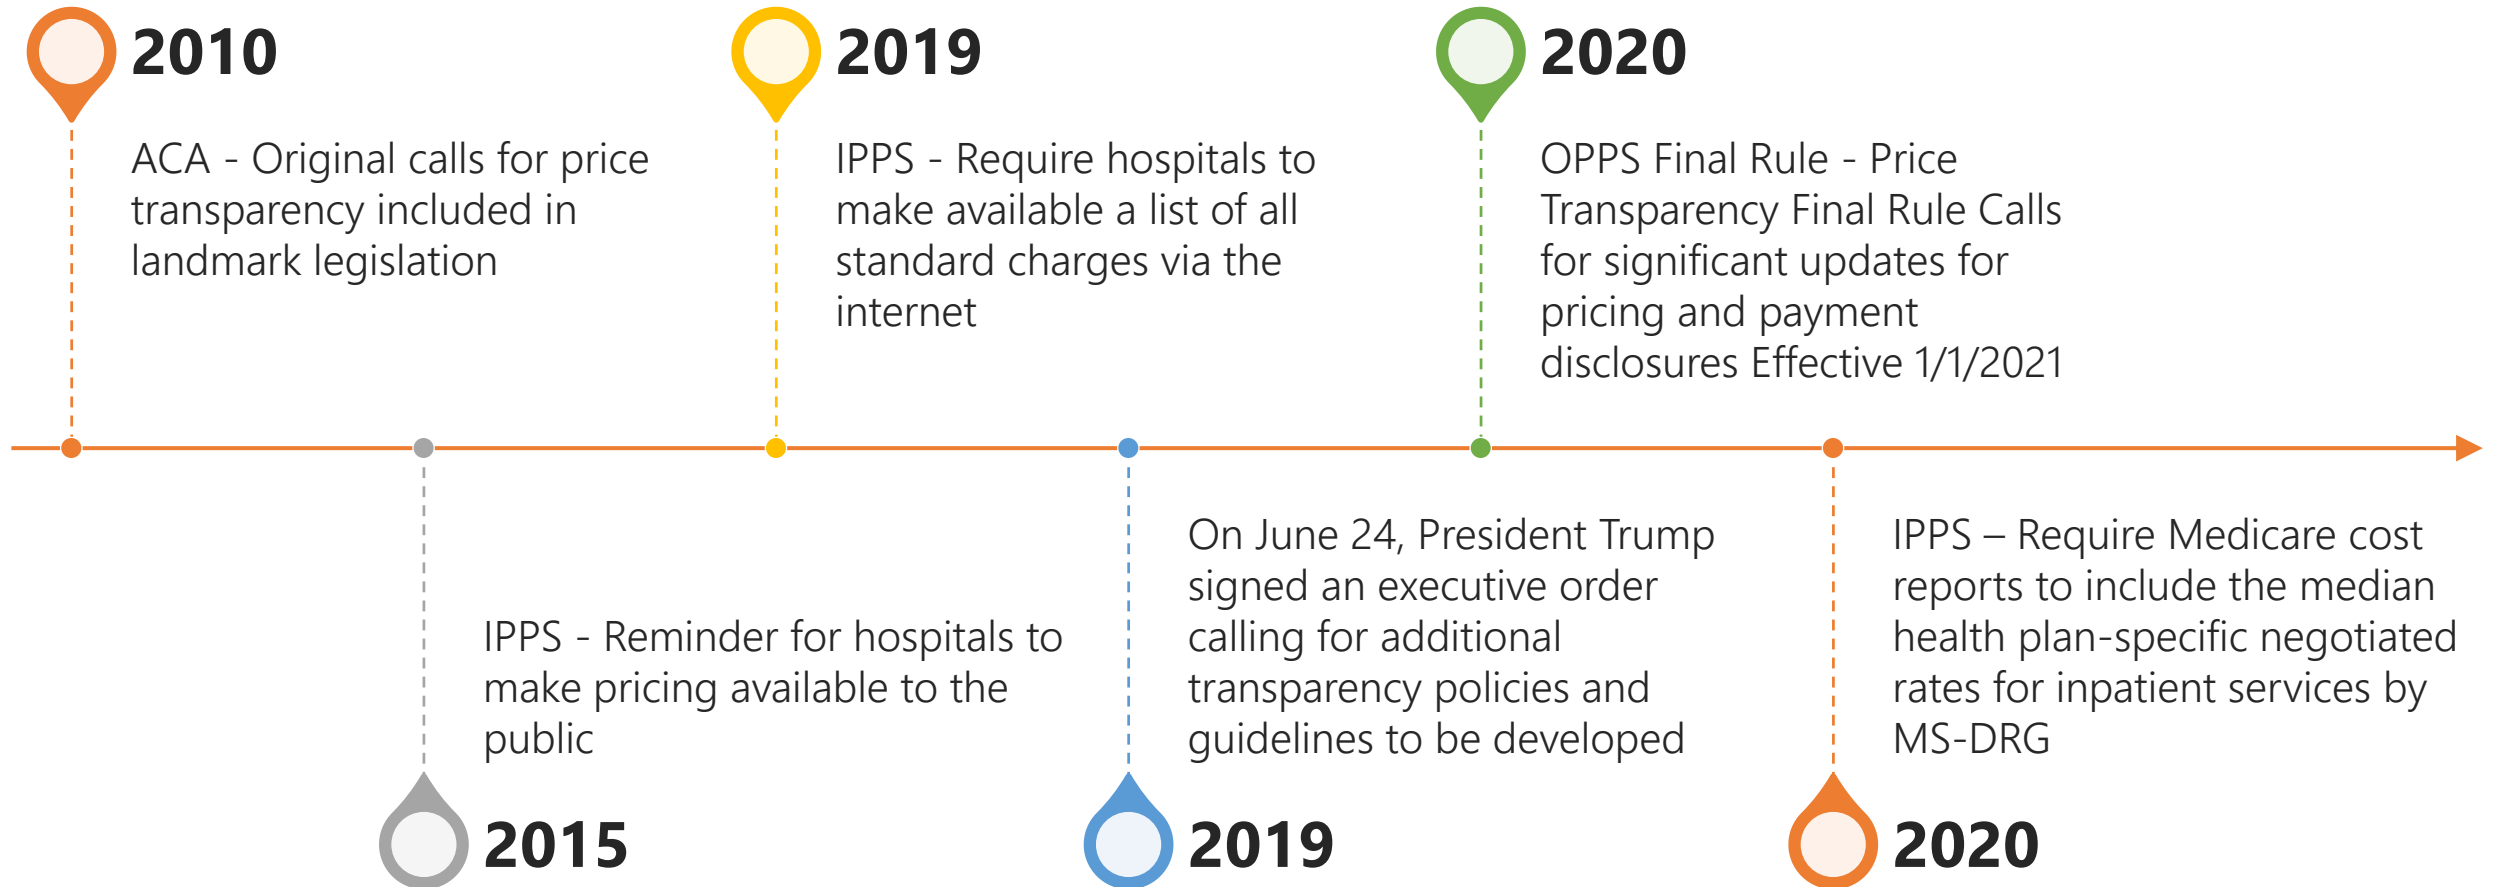 2010
ACA - Original calls for price
transparency included in
landmark legislation
IPPS - Reminder for hospitals to
make pricing available to the
public
2015
2019
IPPS - Require hospitals to
make available a list of all
standard charges via the
internet
On June 24, President Trump
signed an executive order
calling for additional
transparency policies and
guidelines to be developed
2019
2020
OPPS Final Rule - Price
Transparency Final Rule Calls
for significant updates for
pricing and payment
disclosures Effective 1/1/2021
IPPS – Require Medicare cost
reports to include the median
health plan-specific negotiated
rates for inpatient services by
MS-DRG
2020